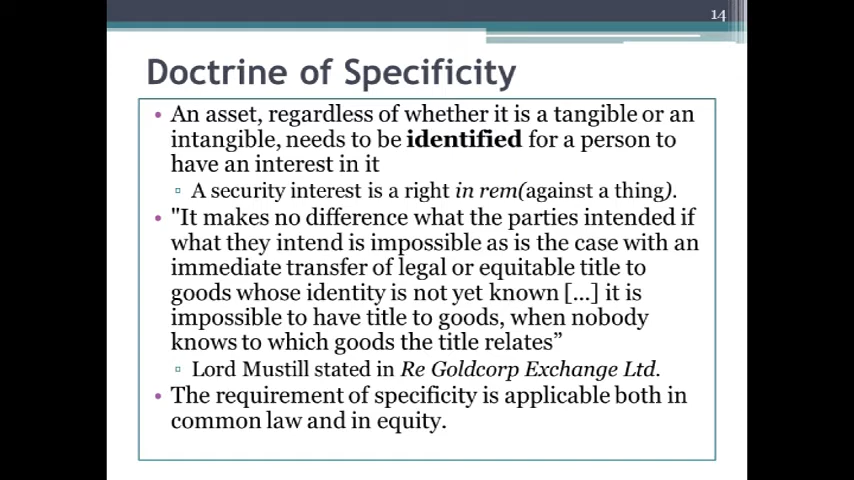 14
Doctrine of Specificity
• An asset, regardless of whether it is a tangible or an
intangible, needs to be identified for a person to
have an interest in it
▫ A security interest is a right in rem(against a thing).
• "It makes no difference what the parties intended if
what they intend is impossible as is the case with an
immediate transfer of legal or equitable title to
goods whose identity is not yet known [...] it is
impossible to have title to goods, when nobody
knows to which goods the title relates”
▫ Lord Mustill stated in Re Goldcorp Exchange Ltd.
• The requirement of specificity is applicable both in
common law and in equity.